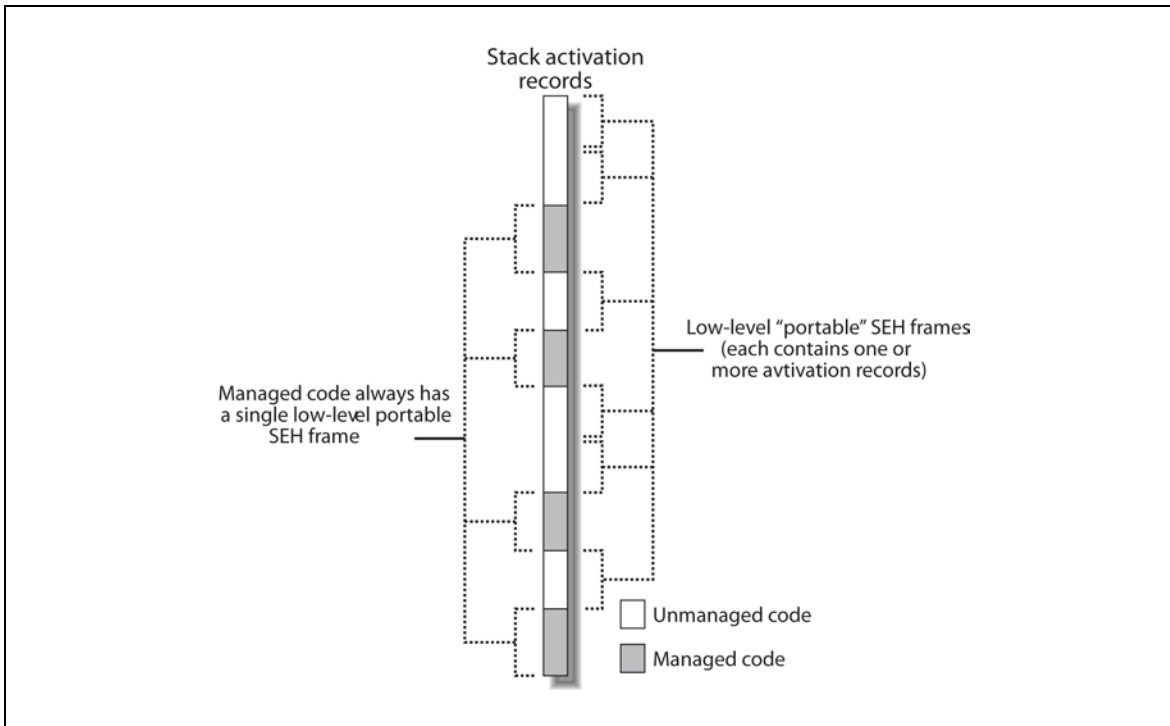 Stack activation
records
Low-level “portable” SEH frames
(each contains one or
more avtivation records)
Managed code always has
a single low-level portable
SEH frame
Unmanaged code
Managed code